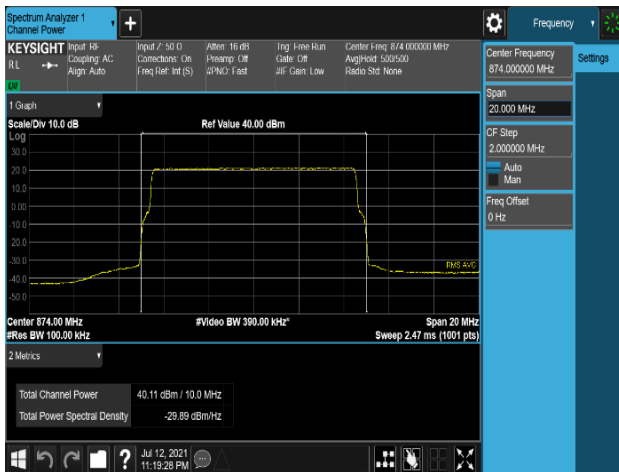 Spectrum Analyzer 1
Channel Power
Frequency
KEYSIGHT
RL
Input: RF
Coupling: AC
Align: Auto
Input Z: 50 Ω
Corrections: On
Freq Ref: Int (S)
Atten: 16 dB
Preamp: Off
#PNO: Fast
Trig: Free Run
Gate: Off
#IF Gain: Low
Center Freq: 874.000000 MHz
Avg|Hold: 500/500
Radio Std: None
Center Frequency
874.000000 MHz
Settings
Span
20.000 MHz
CF Step
2.000000 MHz
Auto
Man
Freq Offset
0 Hz
1 Graph
Scale/Div 10.0 dB
Ref Value 40.00 dBm
Log
30.0
20.0
10.0
0.00
-10.0
-20.0
-30.0
-40.0
-50.0
RMS AVG
Center 874.00 MHz
#Res BW 100.00 kHz
#Video BW 390.00 kHz*
Span 20 MHz
Sweep 2.47 ms (1001 pts)
2 Metrics
Total Channel Power
40.11 dBm / 10.0 MHz
Total Power Spectral Density
-29.89 dBm/Hz
?
Jul 12, 2021
11:19:28 PM